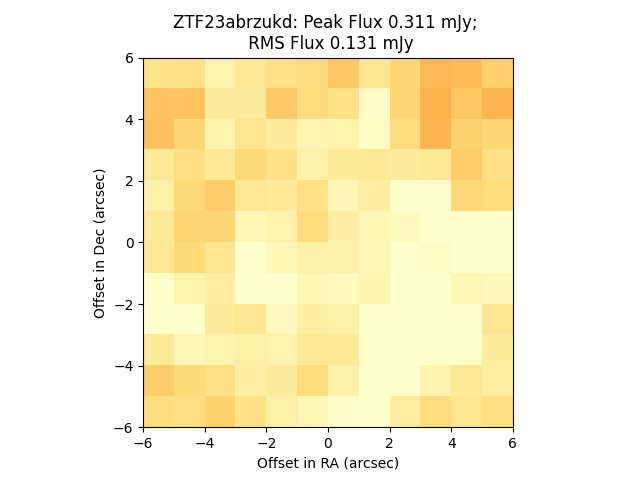 ZTF23abrzukd: Peak Flux 0.311 mJy;
RMS Flux 0.131 mJy
6
4
2
0
−2
−4
−6
Offset in Dec (arcsec)
−6 −4 −2 0 2 4 6
Offset in RA (arcsec)